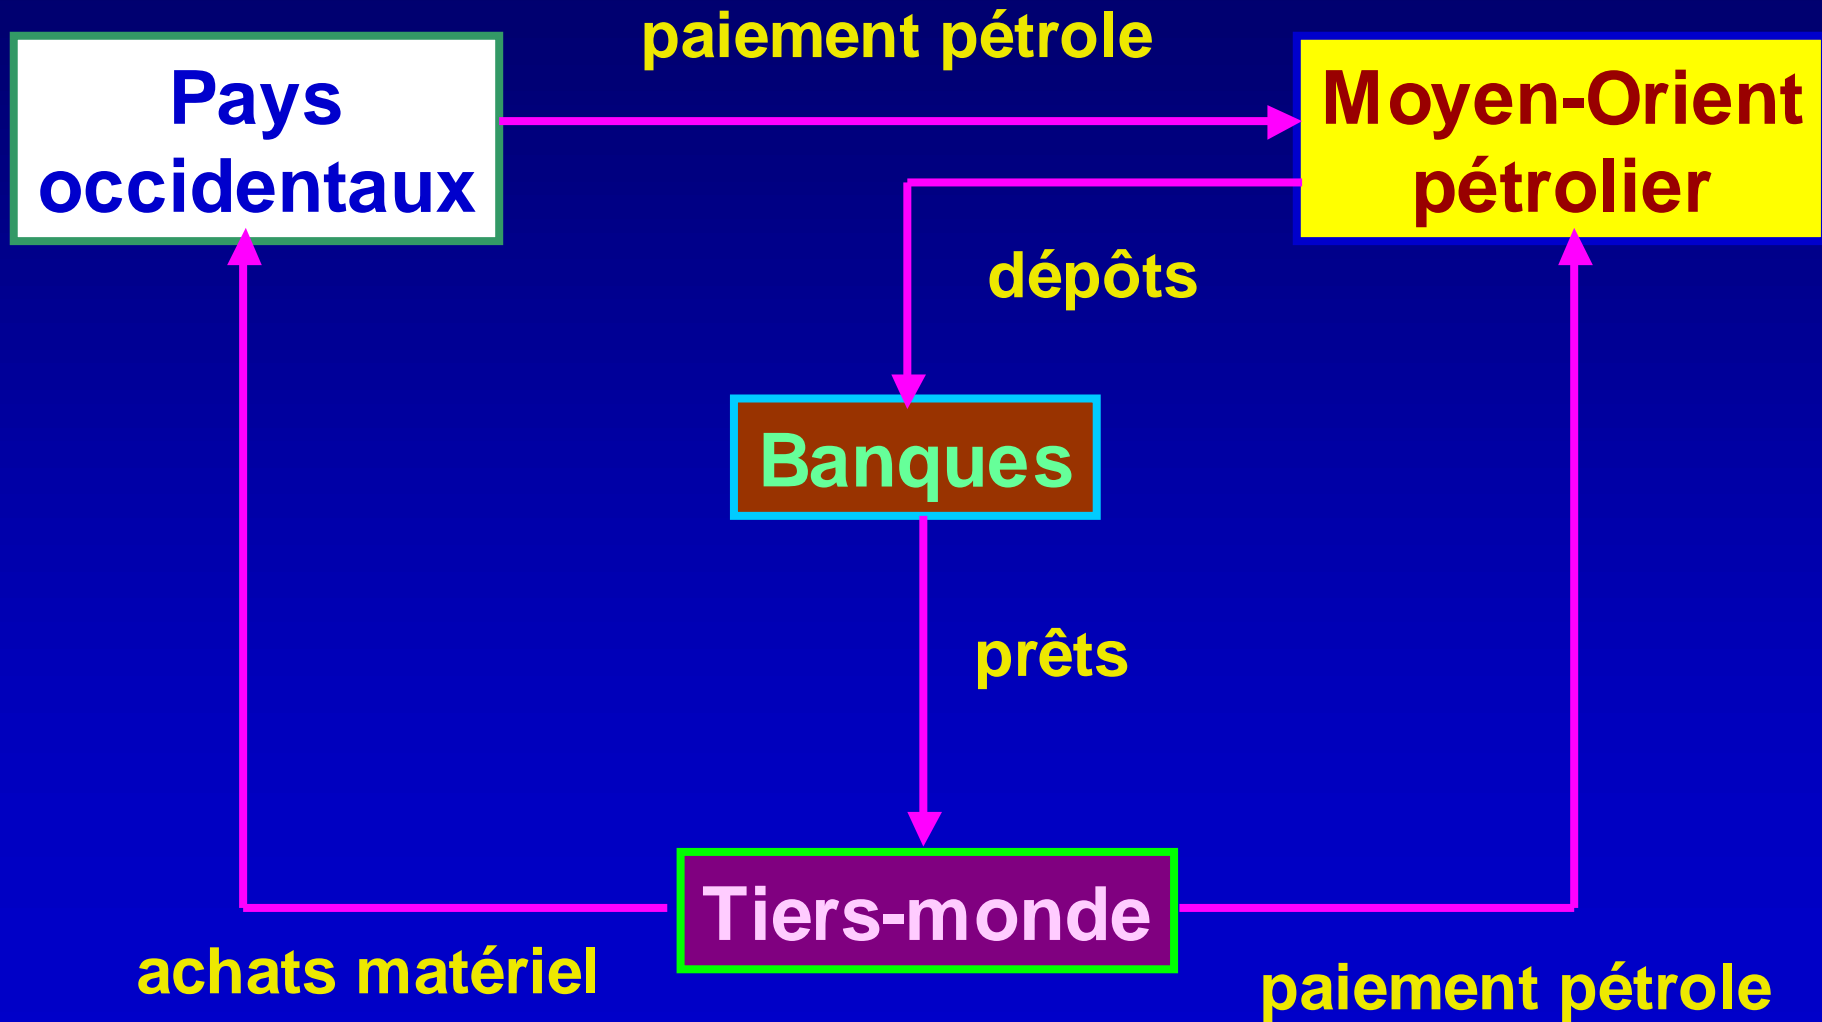 paiement pétrole
Pays
occidentaux
Moyen-Orient
pétrolier
dépôts
Banques
prêts
Tiers-monde
achats matériel
paiement pétrole